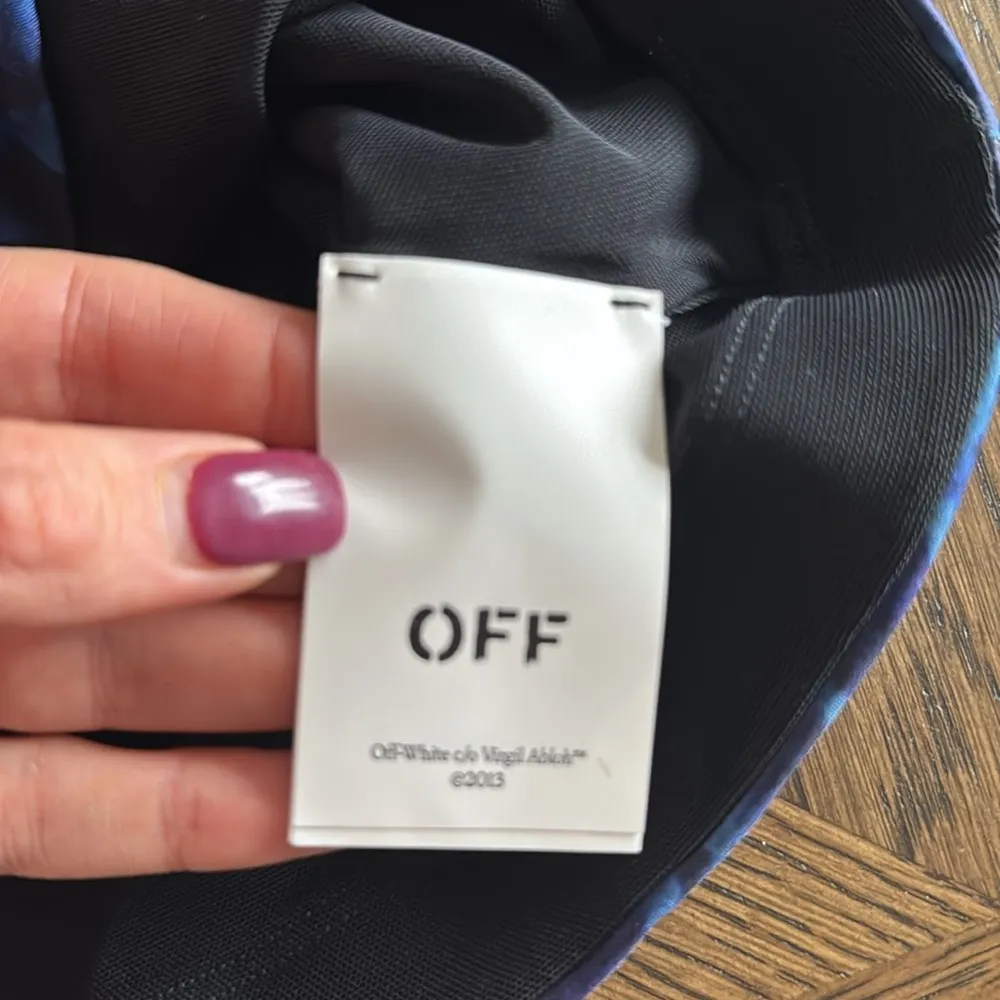 OFF
Off-White c/o Virgil Abloh™
©2013